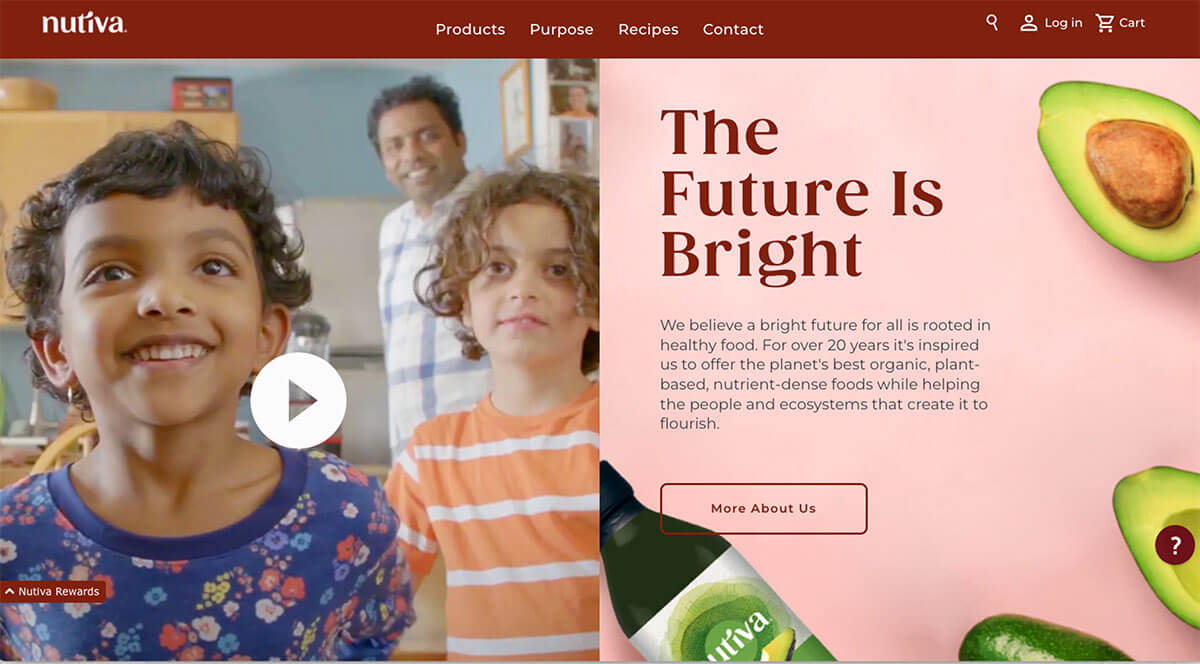 nutiva
Products Purpose Recipes Contact
Log in
Cart
The
Future Is
Bright
We believe a bright future for all is rooted in
healthy food. For over 20 years it's inspired
us to offer the planet's best organic, plant-
based, nutrient-dense foods while helping
the people and ecosystems that create it to
flourish.
More About Us
?
Nutiva Rewards
utiva